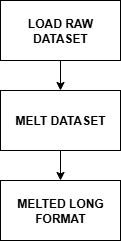 LOAD RAW
DATASET
MELT DATASET
MELTED LONG
FORMAT